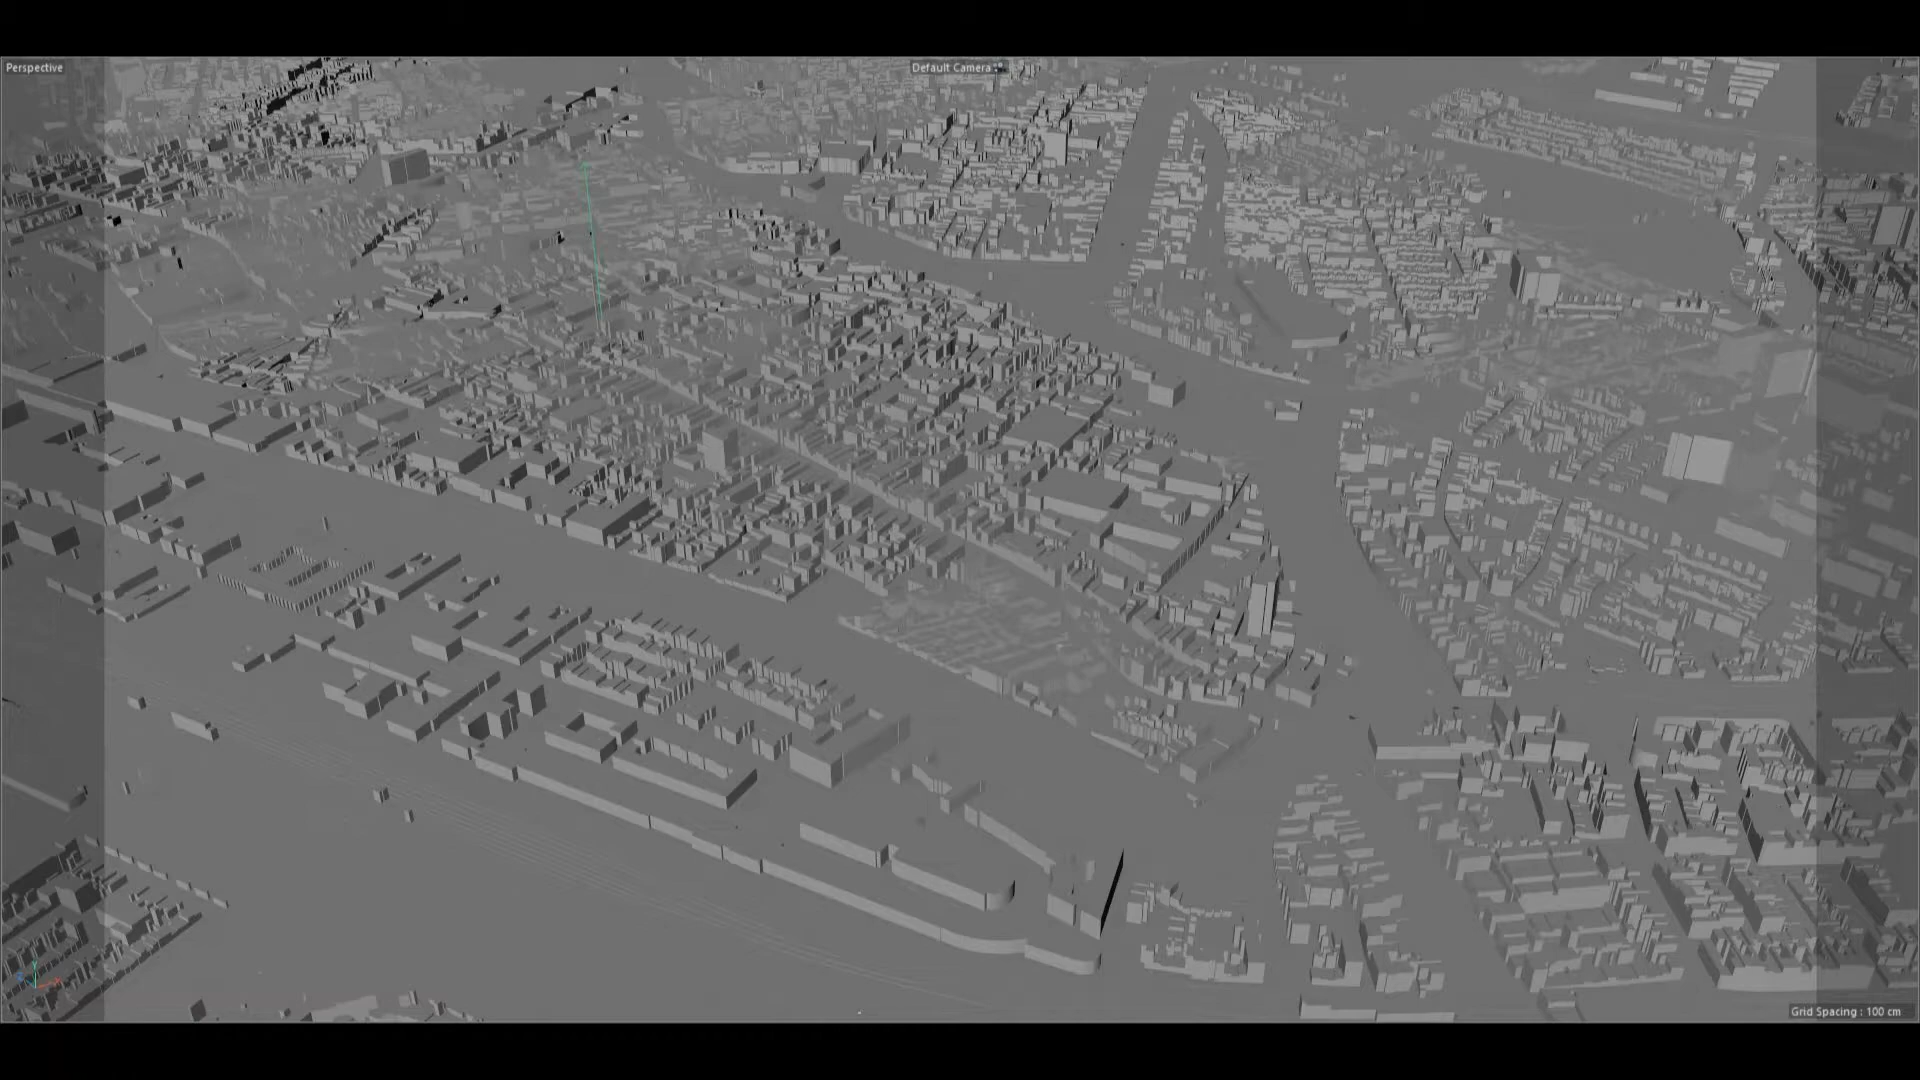 Perspective
Default Camera
Grid Spacing : 100 cm
Y
X
Z